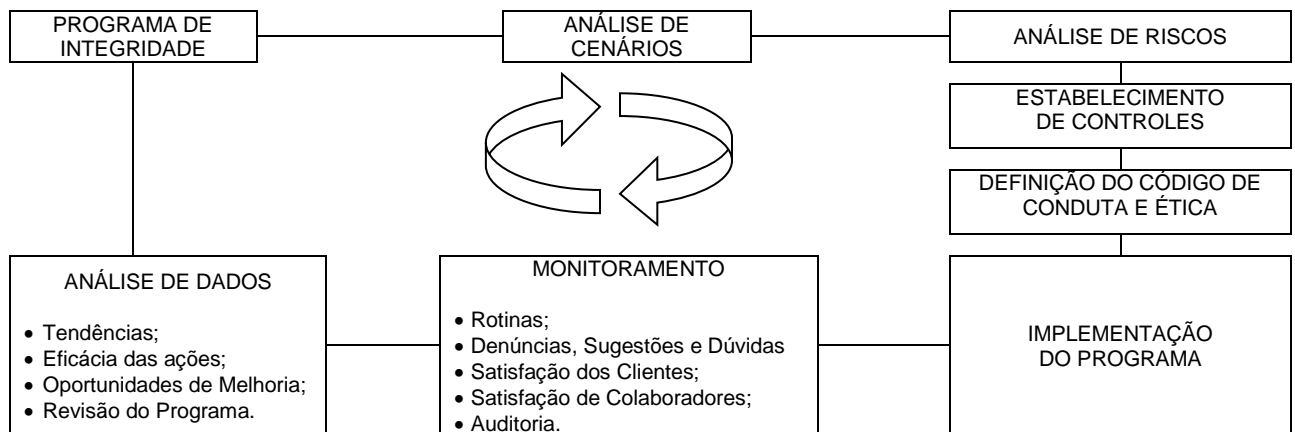 PROGRAMA DE
INTEGRIDADE
ANÁLISE DE
CENÁRIOS
ANÁLISE DE RISCOS
ESTABELECIMENTO
DE CONTROLES
DEFINIÇÃO DO CÓDIGO DE
CONDUTA E ÉTICA
ANÁLISE DE DADOS
• Tendências;
• Eficácia das ações;
• Oportunidades de Melhoria;
• Revisão do Programa.
MONITORAMENTO
• Rotinas;
• Denúncias, Sugestões e Dúvidas
• Satisfação dos Clientes;
• Satisfação de Colaboradores;
• Auditoria.
IMPLEMENTAÇÃO
DO PROGRAMA